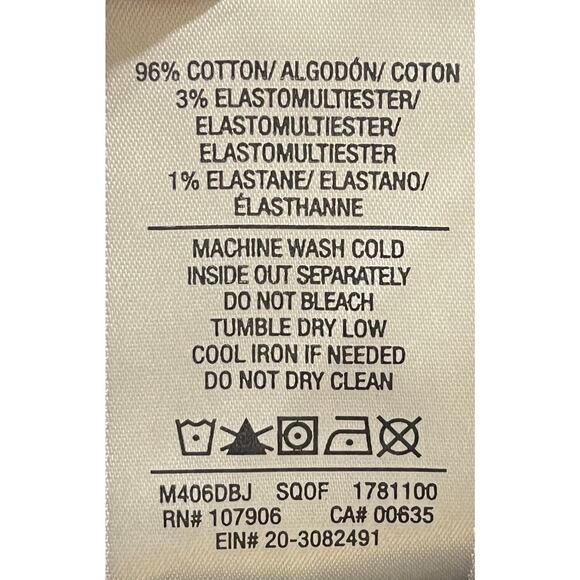 96% COTTON/ ALGODÓN/ COTON
3% ELASTOMULTIESTER/
ELASTOMULTIESTER/
ELASTOMULTIESTER
1% ELASTANE/ ELASTANO/
ÉLASTHANNE
MACHINE WASH COLD
INSIDE OUT SEPARATELY
DO NOT BLEACH
TUMBLE DRY LOW
COOL IRON IF NEEDED
DO NOT DRY CLEAN
M406DBJ SQOF 1781100
RN# 107906 CA# 00635
EIN# 20-3082491